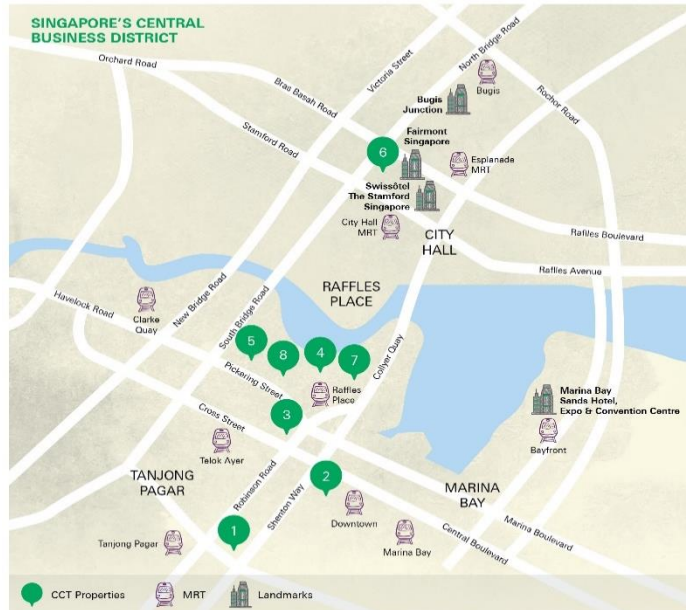 SINGAPORE'S CENTRAL
BUSINESS DISTRICT
Orchard Road
Bras Basah Road
Victoria Street
North Bridge Road
Stamford Road
Rochor Road
Bugis
Bugis
Junction
Fairmont
Singapore
6
Esplanade
MRT
Swissôtel
The Stamford
Singapore
City Hall
MRT
CITY
HALL
Raffles Boulevard
Raffles Avenue
RAFFLES
PLACE
Havelock Road
Clarke
Quay
New Bridge Road
South Bridge Road
Collyer Quay
5
8
4
7
Pickering Street
Raffles
Place
3
Cross Street
Telok Ayer
Marina Bay
Sands Hotel,
Expo & Convention Centre
Bayfront
TANJONG
PAGAR
Robinson Road
Shenton Way
2
MARINA
BAY
Downtown
Marina Bay
Central Boulevard
Marina Boulevard
1
Tanjong Pagar
CCT Properties
MRT
Landmarks